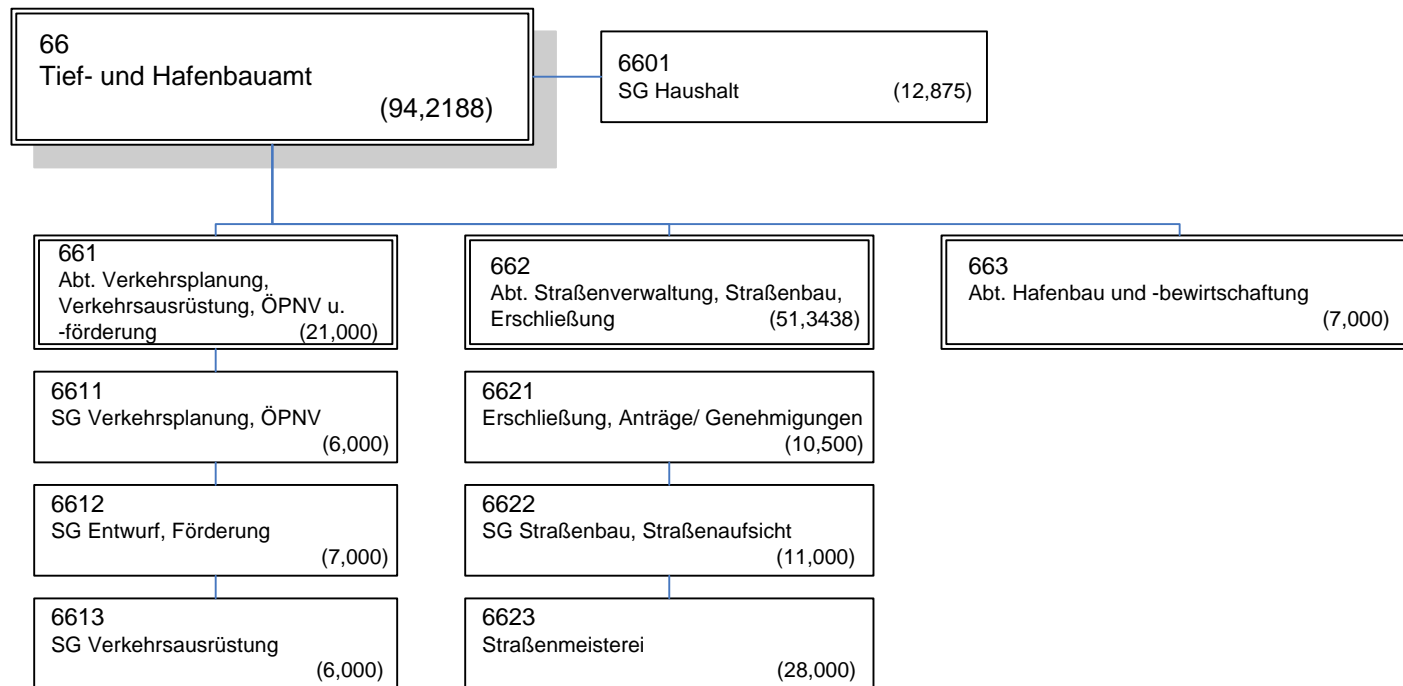 66
Tief- und Hafenbauamt
(94,2188)
6601
SG Haushalt (12,875)
661
Abt. Verkehrsplanung,
Verkehrsausrüstung, ÖPNV u.
-förderung (21,000)
662
Abt. Straßenverwaltung, Straßenbau,
Erschließung (51,3438)
663
Abt. Hafenbau und -bewirtschaftung
(7,000)
6611
SG Verkehrsplanung, ÖPNV
(6,000)
6621
Erschließung, Anträge/ Genehmigungen
(10,500)
6612
SG Entwurf, Förderung
(7,000)
6622
SG Straßenbau, Straßenaufsicht
(11,000)
6613
SG Verkehrsausrüstung
(6,000)
6623
Straßenmeisterei
(28,000)